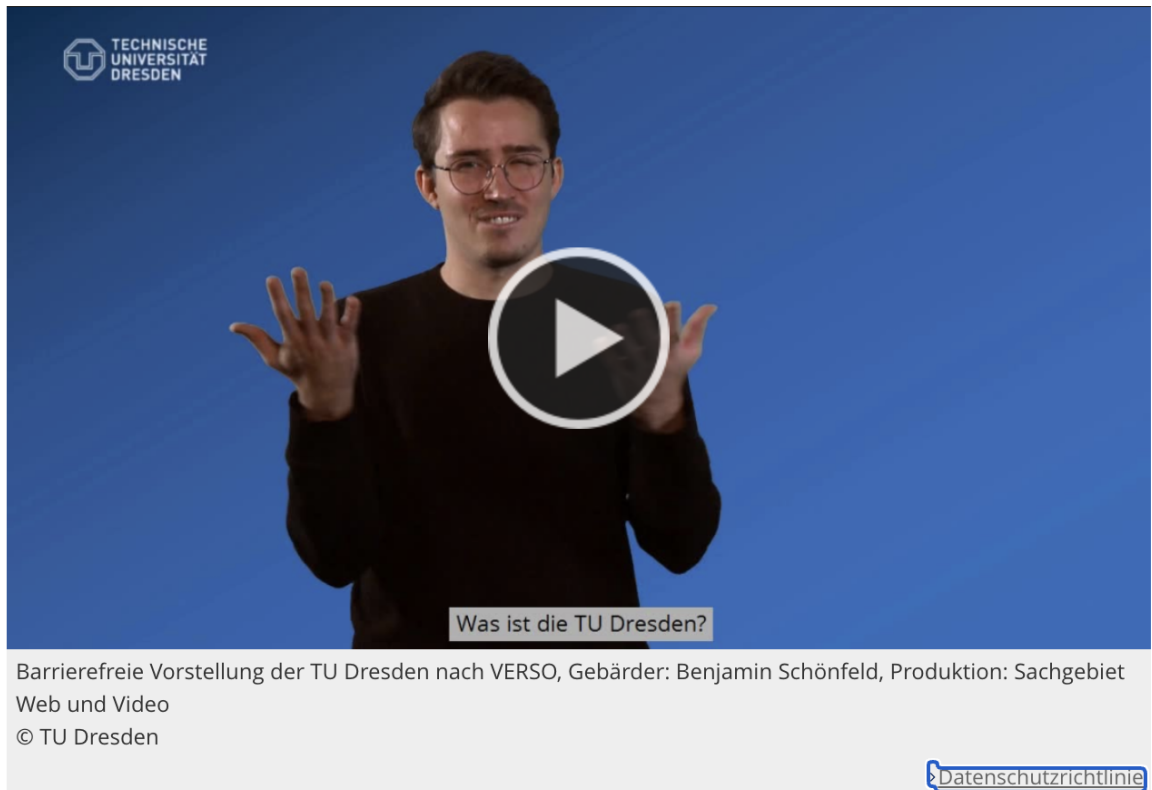 TECHNISCHE
UNIVERSITÄT
DRESDEN
Was ist die TU Dresden?
Barrierefreie Vorstellung der TU Dresden nach VERSO, Gebärder: Benjamin Schönfeld, Produktion: Sachgebiet
Web und Video
© TU Dresden
Datenschutzrichtlinie